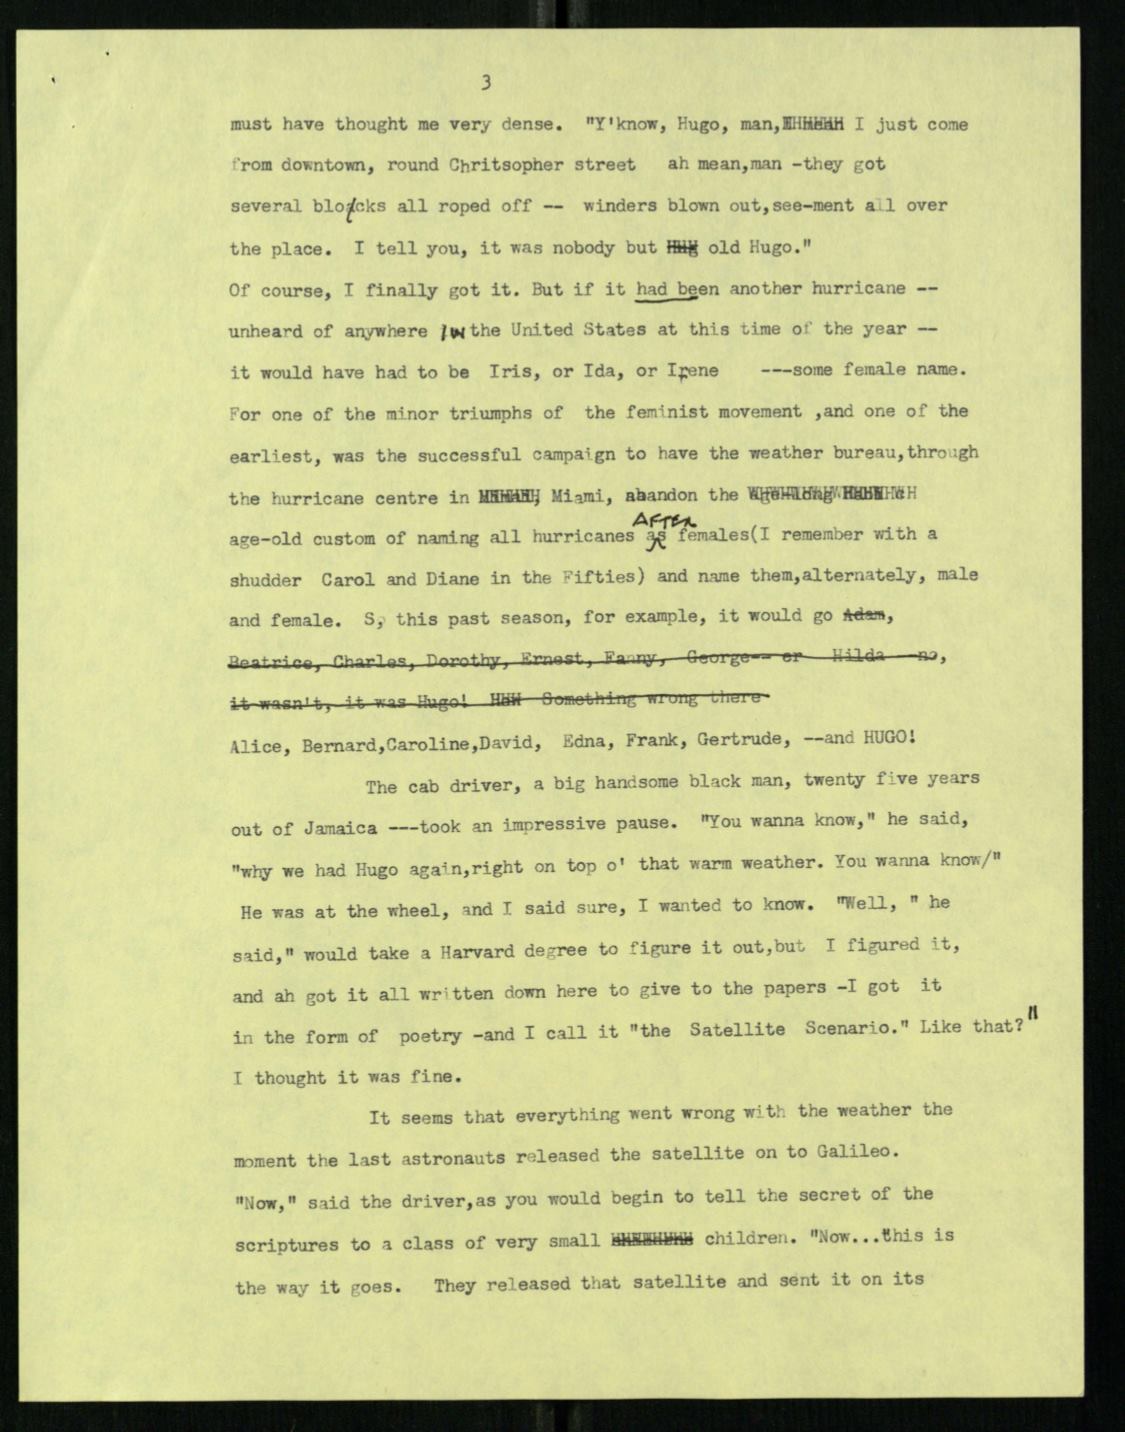 3
must have thought me very dense. "Y'know, Hugo, man, I just come
from downtown, round Chritsopher street ah mean,man -they got
several blocks all roped off -- winders blown out,see-ment all over
the place. I tell you, it was nobody but old Hugo."
Of course, I finally got it. But if it had been another hurricane --
unheard of anywhere IN the United States at this time of the year --
it would have had to be Iris, or Ida, or Irene ---some female name.
For one of the minor triumphs of the feminist movement ,and one of the
earliest, was the successful campaign to have the weather bureau,through
the hurricane centre in Miami, abandon the
AFTER
age-old custom of naming all hurricanes as females(I remember with a
shudder Carol and Diane in the Fifties) and name them,alternately, male
and female. S, this past season, for example, it would go Adam,
Beatrice, Charles, Dorothy, Ernest, Fanny, George-- er Hilda --no,
it wasn't, it was Hugo! Something wrong there
Alice, Bernard,Caroline,David, Edna, Frank, Gertrude, --and HUGO!
The cab driver, a big handsome black man, twenty five years
out of Jamaica ---took an impressive pause. "You wanna know," he said,
"why we had Hugo again,right on top o' that warm weather. You wanna know/"
He was at the wheel, and I said sure, I wanted to know. "Well, " he
said," would take a Harvard degree to figure it out,but I figured it,
and ah got it all written down here to give to the papers -I got it
in the form of poetry -and I call it "the Satellite Scenario." Like that?"
I thought it was fine.
It seems that everything went wrong with the weather the
moment the last astronauts released the satellite on to Galileo.
"Now," said the driver,as you would begin to tell the secret of the
scriptures to a class of very small children. "Now...this is
the way it goes. They released that satellite and sent it on its